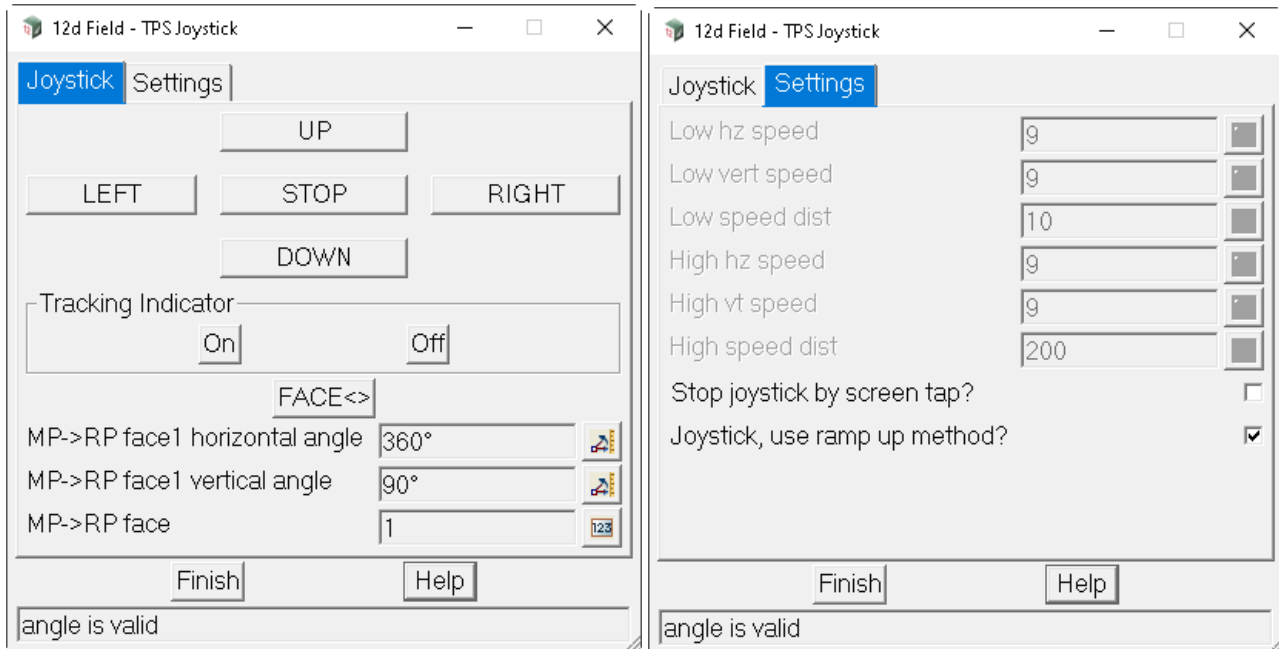 12d Field - TPS Joystick
Joystick Settings
UP
LEFT STOP RIGHT
DOWN
Tracking Indicator
On Off
FACE<>
MP->RP face1 horizontal angle 360°
MP->RP face1 vertical angle 90°
MP->RP face 1 123
Finish Help
angle is valid
12d Field - TPS Joystick
Joystick Settings
Low hz speed 9
Low vert speed 9
Low speed dist 10
High hz speed 9
High vt speed 9
High speed dist 200
Stop joystick by screen tap?
Joystick, use ramp up method?
Finish Help
angle is valid